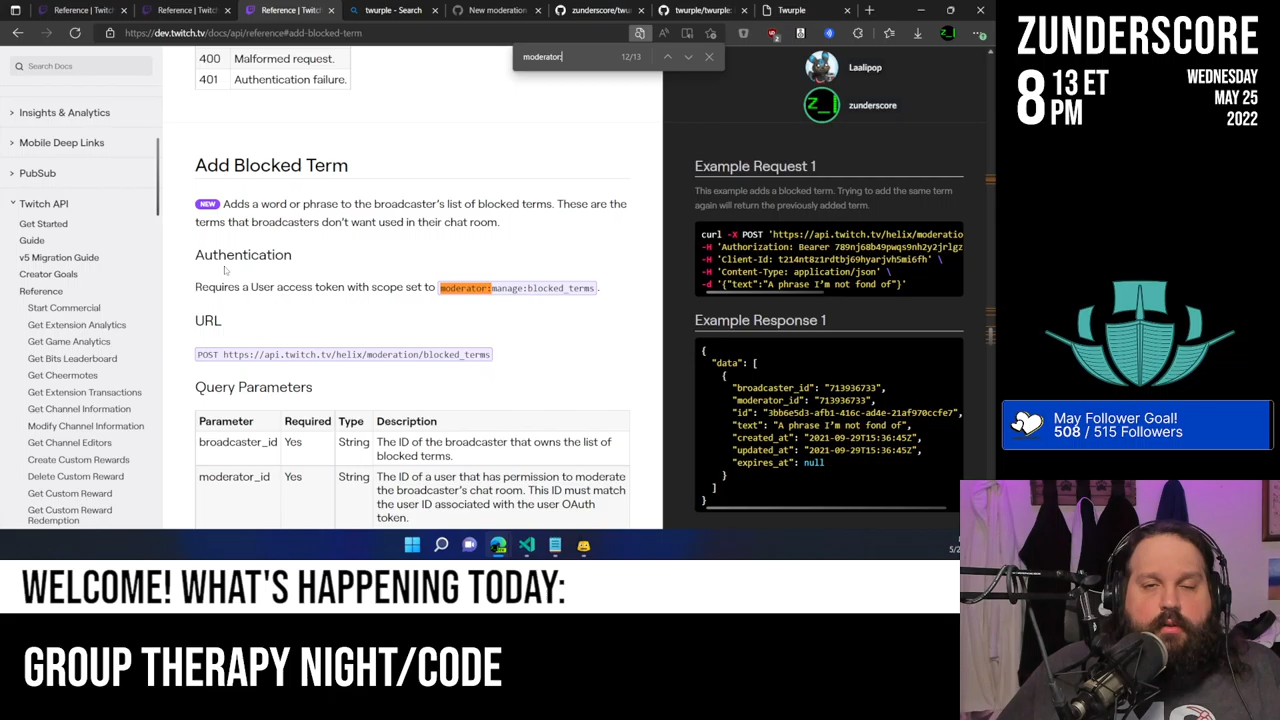 Reference | Twitch
Reference | Twitch
Reference | Twitch
twurple - Search
New moderation
zunderscore/twu
twurple/twurple:
Twurple
https://dev.twitch.tv/docs/api/reference#add-blocked-term
moderator:
12/13
Search Docs
Insights & Analytics
Mobile Deep Links
PubSub
Twitch API
Get Started
Guide
v5 Migration Guide
Creator Goals
Reference
Start Commercial
Get Extension Analytics
Get Game Analytics
Get Bits Leaderboard
Get Cheermotes
Get Extension Transactions
Get Channel Information
Modify Channel Information
Get Channel Editors
Create Custom Rewards
Delete Custom Reward
Get Custom Reward
Get Custom Reward
Redemption
400 Malformed request.
401 Authentication failure.
Add Blocked Term
NEW Adds a word or phrase to the broadcaster's list of blocked terms. These are the
terms that broadcasters don't want used in their chat room.
Authentication
Requires a User access token with scope set to moderator:manage:blocked_terms.
URL
POST https://api.twitch.tv/helix/moderation/blocked_terms
Query Parameters
Parameter Required Type Description
broadcaster_id Yes String The ID of the broadcaster that owns the list of
blocked terms.
moderator_id Yes String The ID of a user that has permission to moderate
the broadcaster's chat room. This ID must match
the user ID associated with the user OAuth
token.
Laalipop
zunderscore
Example Request 1
This example adds a blocked term. Trying to add the same term
again will return the previously added term.
curl -X POST 'https://api.twitch.tv/helix/moderatio
-H 'Authorization: Bearer 789nj68b49pwqs9nh2y2jrlgz
-H 'Client-Id: t214nt8z1rdtbj69hyarjvh5mi6fh' \
-H 'Content-Type: application/json' \
-d '{"text":"A phrase I'm not fond of"}'
Example Response 1
{
"data": [
{
"broadcaster_id": "713936733",
"moderator_id": "713936733",
"id": "3bb6e5d3-afb1-416c-ad4e-21af970ccfe7",
"text": "A phrase I'm not fond of",
"created_at": "2021-09-29T15:36:45Z",
"updated_at": "2021-09-29T15:36:45Z",
"expires_at": null
}
]
}
ZUNDERSCORE
8 13 ET
PM
WEDNESDAY
MAY 25
2022
May Follower Goal!
508 / 515 Followers
WELCOME! WHAT'S HAPPENING TODAY:
GROUP THERAPY NIGHT/CODE